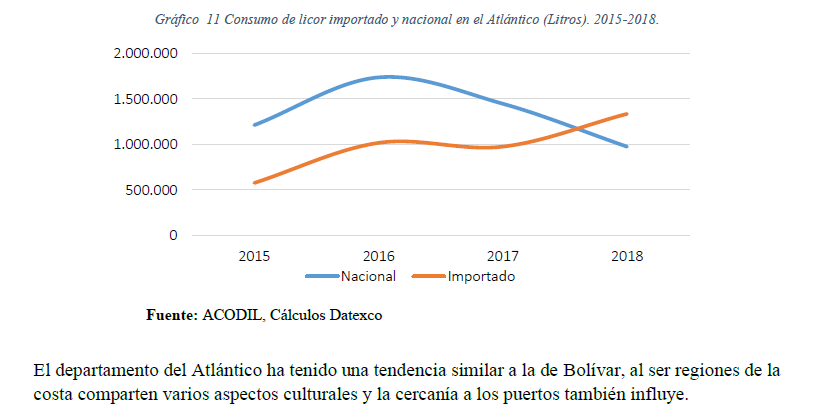 Gráfico 11 Consumo de licor importado y nacional en el Atlántico (Litros). 2015-2018.
2.000.000
1.500.000
1.000.000
500.000
0
2015 2016 2017 2018
Nacional Importado
Fuente: ACODIL, Cálculos Datexco
El departamento del Atlántico ha tenido una tendencia similar a la de Bolívar, al ser regiones de la
costa comparten varios aspectos culturales y la cercanía a los puertos también influye.